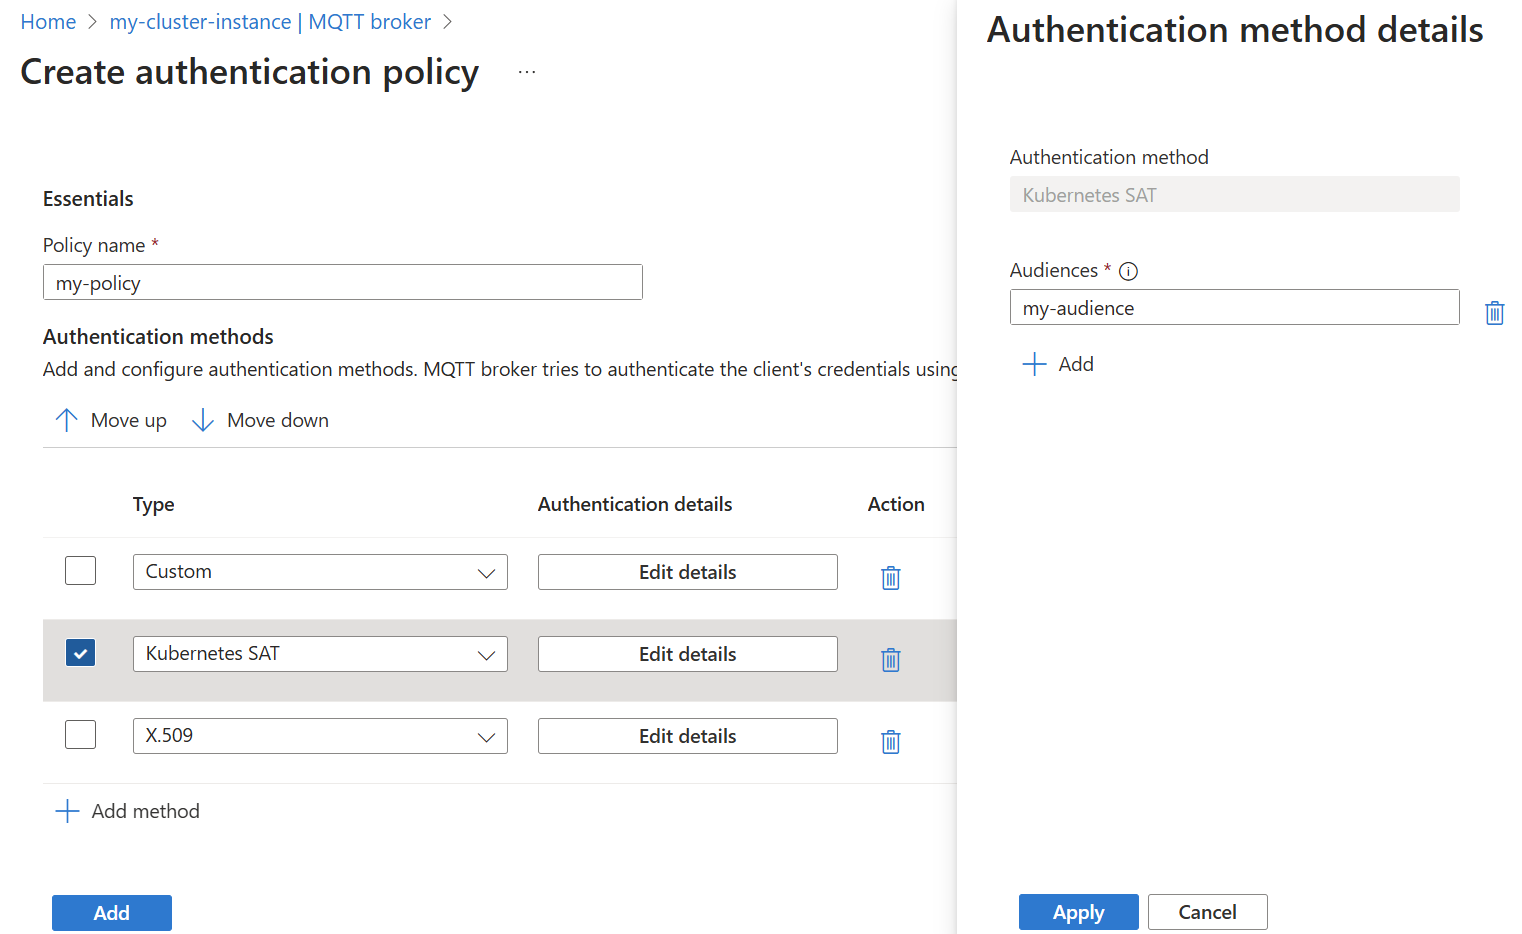 Home > my-cluster-instance | MQTT broker >
Create authentication policy ...
Essentials
Policy name *
my-policy
Authentication methods
Add and configure authentication methods. MQTT broker tries to authenticate the client's credentials using
Move up Move down
Type Authentication details Action
Custom Edit details
Kubernetes SAT Edit details
X.509 Edit details
Add method
Add
Authentication method details
Authentication method
Kubernetes SAT
Audiences *
my-audience
Add
Apply Cancel